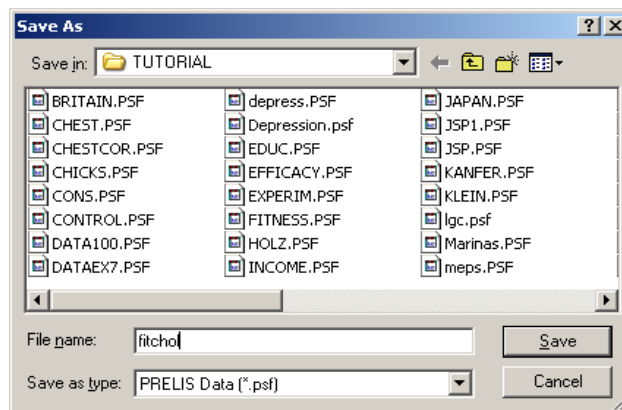 Save As
Save in: TUTORIAL
BRITAIN.PSF depress.PSF JAPAN.PSF
CHEST.PSF Depression.psf JSP1.PSF
CHESTCOR.PSF EDUC.PSF JSP.PSF
CHICKS.PSF EFFICACY.PSF KANFER.PSF
CONS.PSF EXPERIM.PSF KLEIN.PSF
CONTROL.PSF FITNESS.PSF lgc.psf
DATA100.PSF HOLZ.PSF Marinas.PSF
DATAEX7.PSF INCOME.PSF meps.PSF
File name: fitchol Save
Save as type: PRELIS Data (*.psf) Cancel